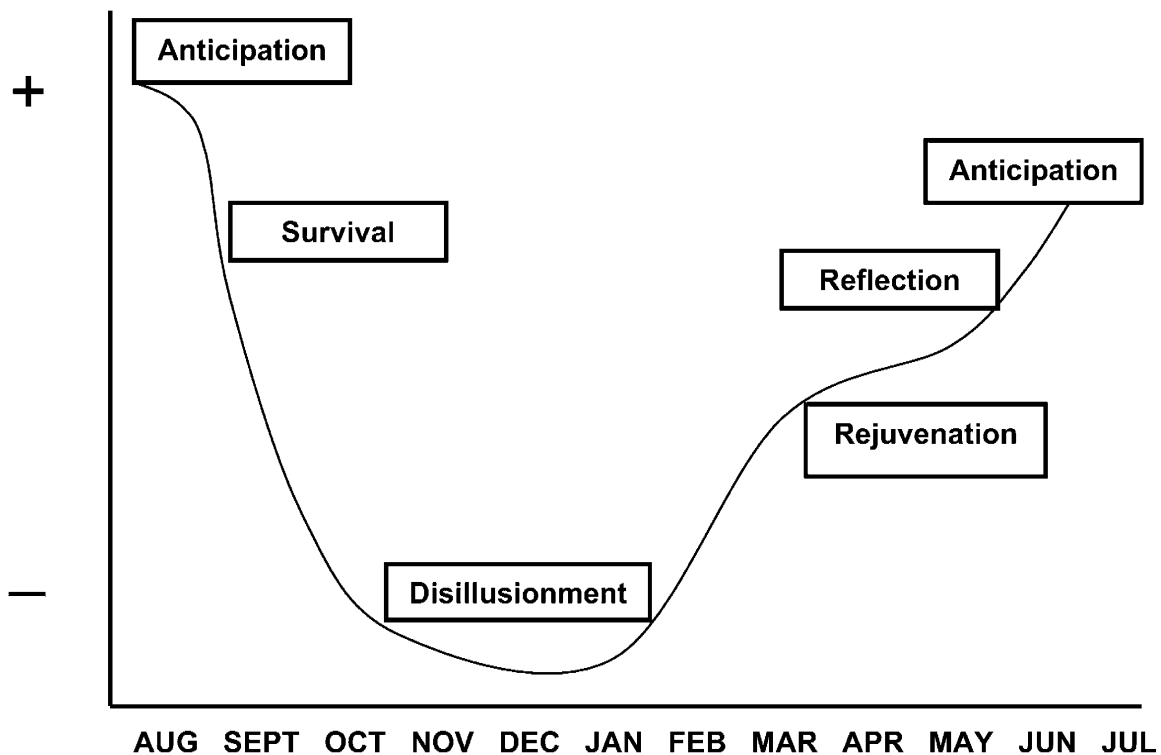 Anticipation
+
Anticipation
Survival
Reflection
Rejuvenation
Disillusionment
–
AUG SEPT OCT NOV DEC JAN FEB MAR APR MAY JUN JUL